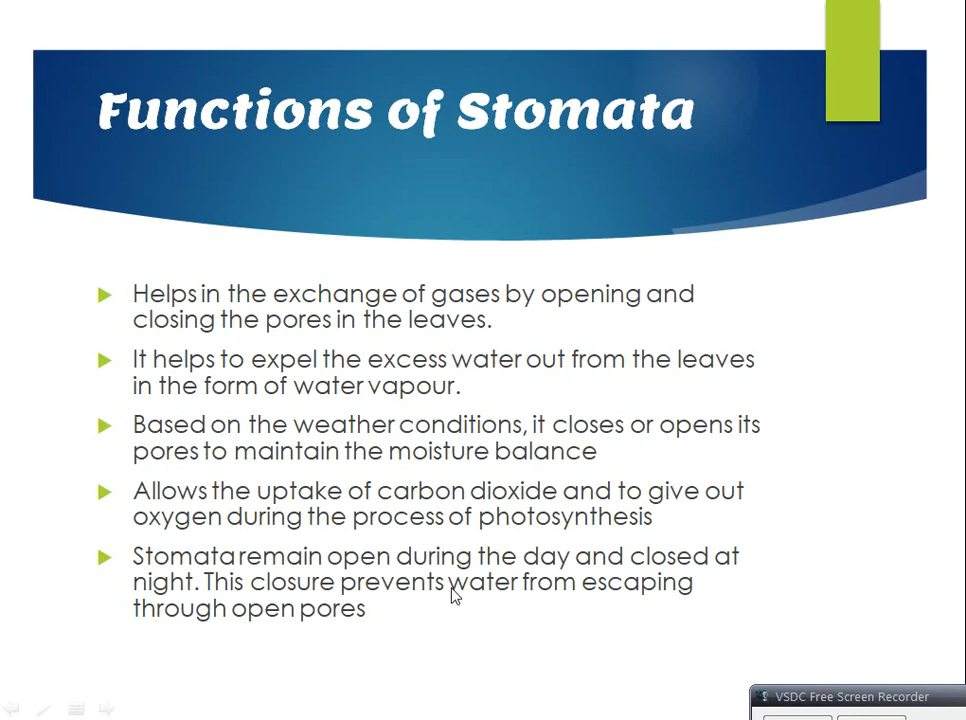 Functions of Stomata
Helps in the exchange of gases by opening and
closing the pores in the leaves.
It helps to expel the excess water out from the leaves
in the form of water vapour.
Based on the weather conditions, it closes or opens its
pores to maintain the moisture balance
Allows the uptake of carbon dioxide and to give out
oxygen during the process of photosynthesis
Stomata remain open during the day and closed at
night. This closure prevents water from escaping
through open pores
VSDC Free Screen Recorder